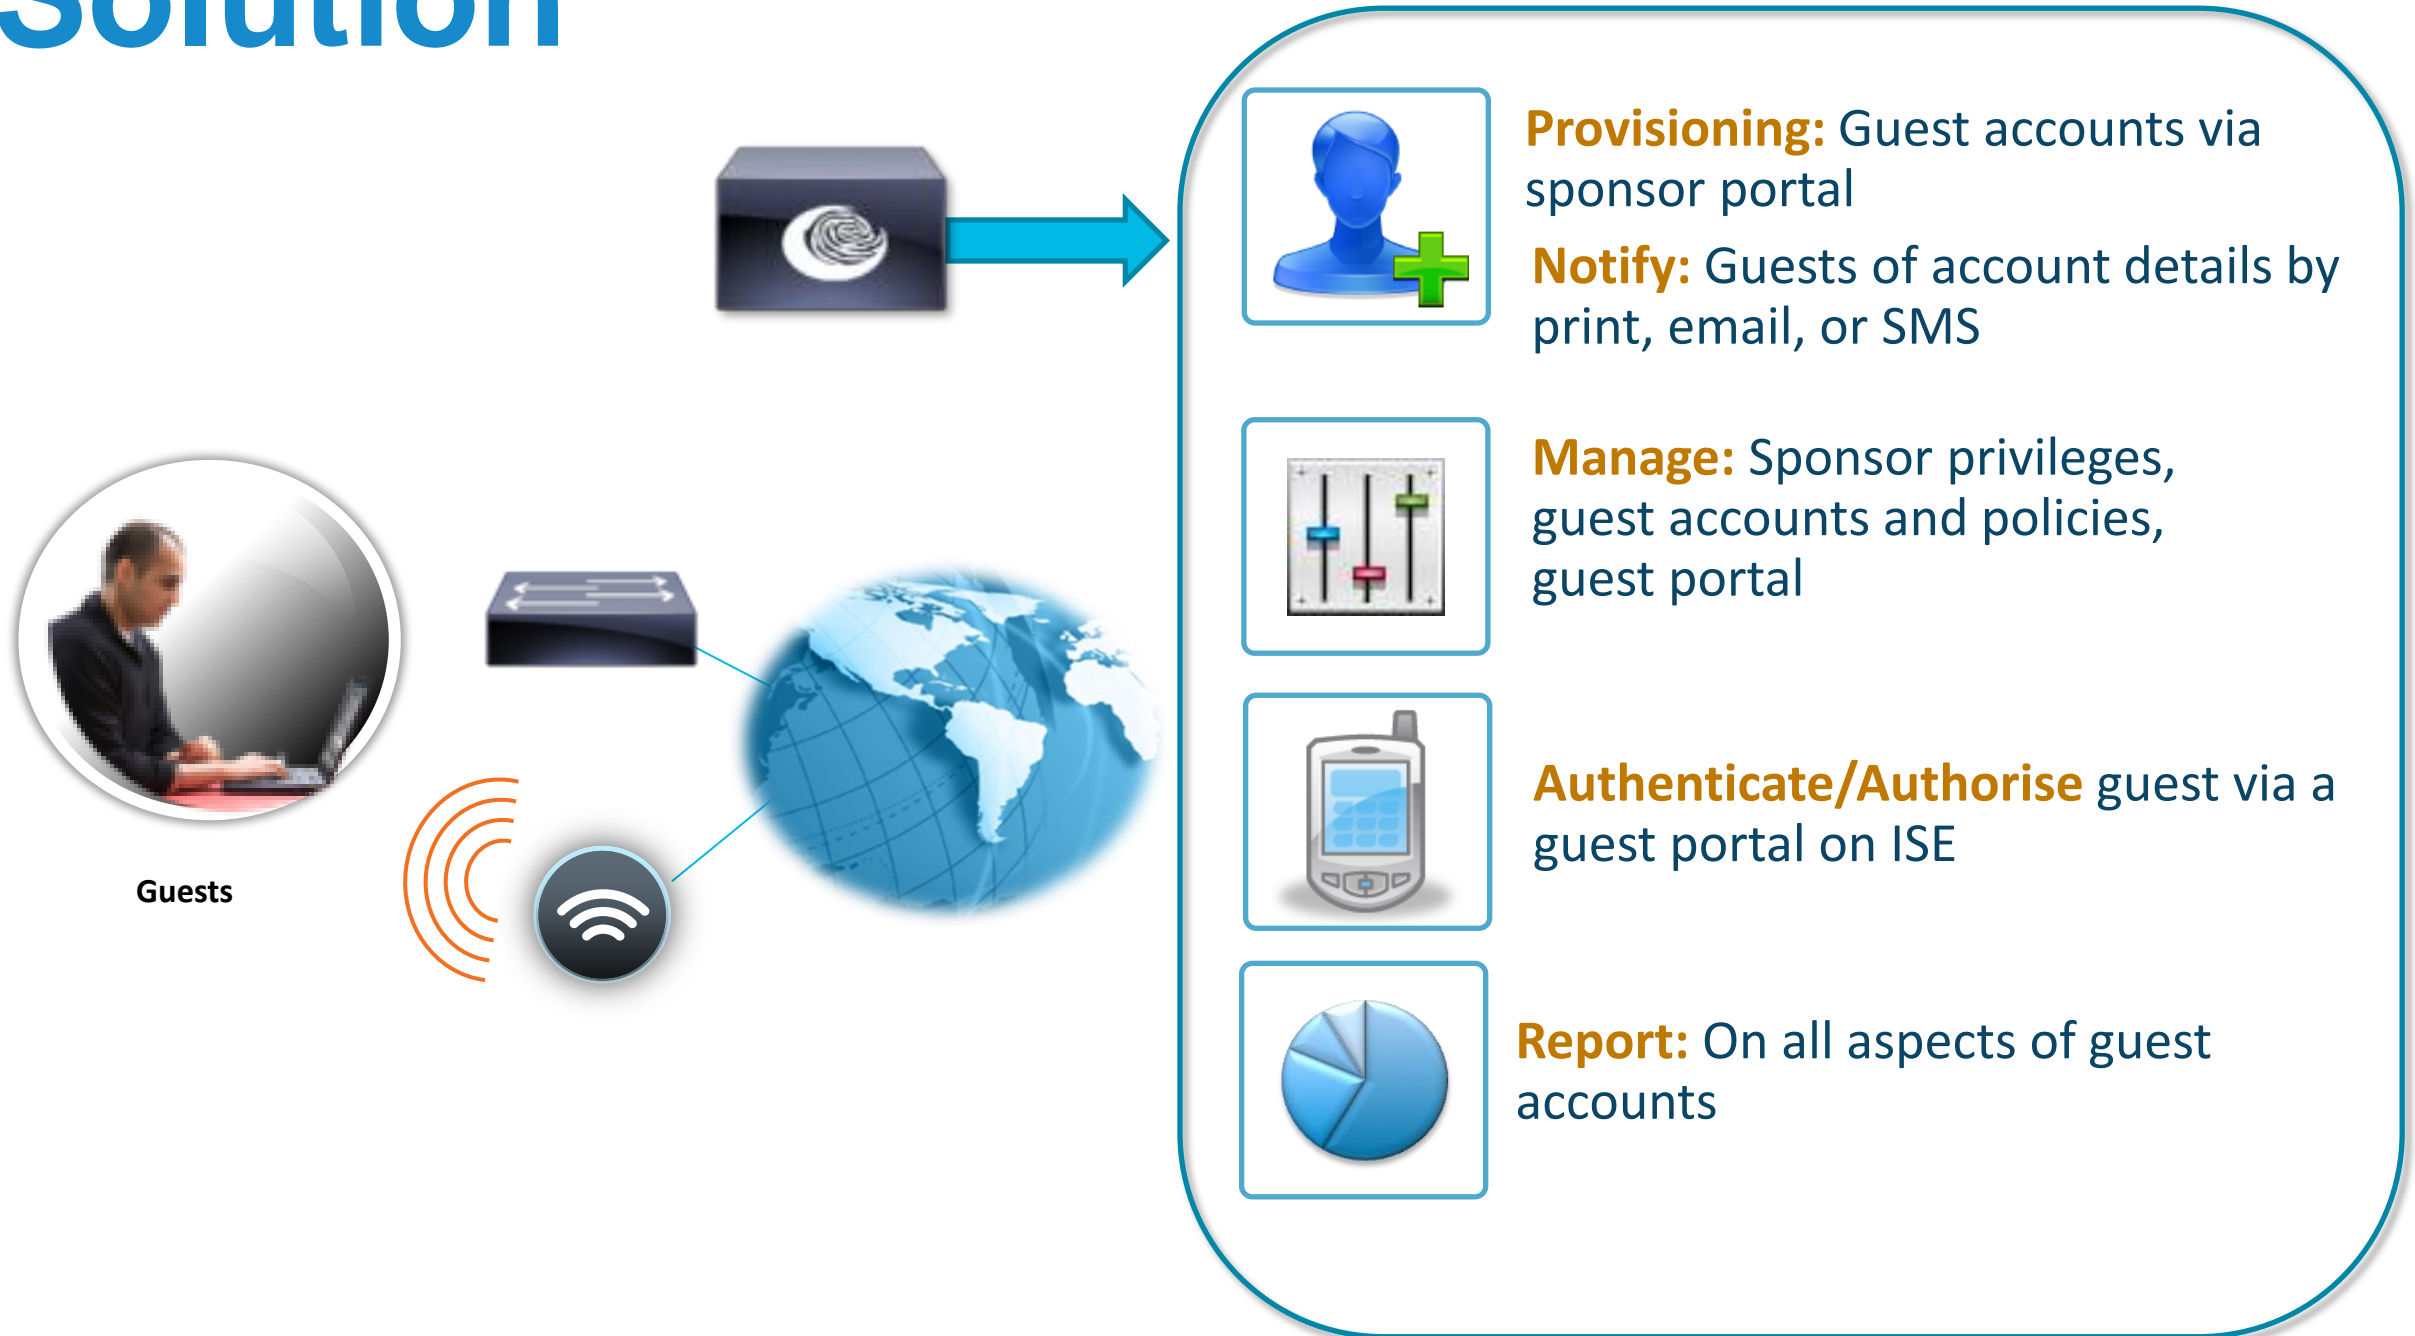 Solution
Provisioning: Guest accounts via
sponsor portal
Notify: Guests of account details by
print, email, or SMS
Manage: Sponsor privileges,
guest accounts and policies,
guest portal
Authenticate/Authorise guest via a
guest portal on ISE
Report: On all aspects of guest
accounts
Guests